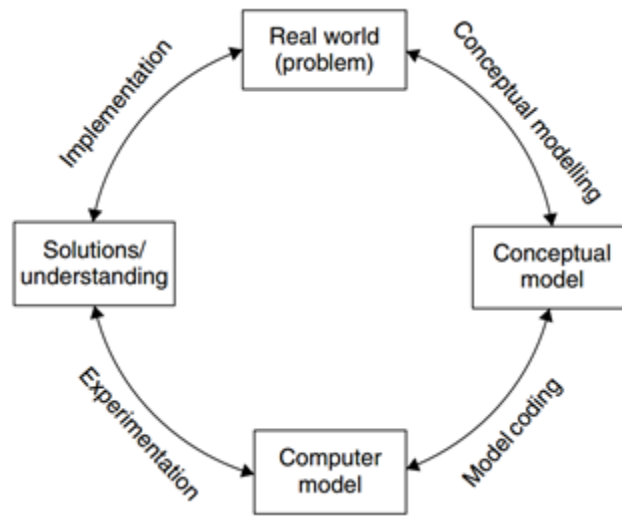 Real world
(problem)
Implementation
Conceptual modelling
Solutions/
understanding
Conceptual
model
Experimentation
Model coding
Computer
model